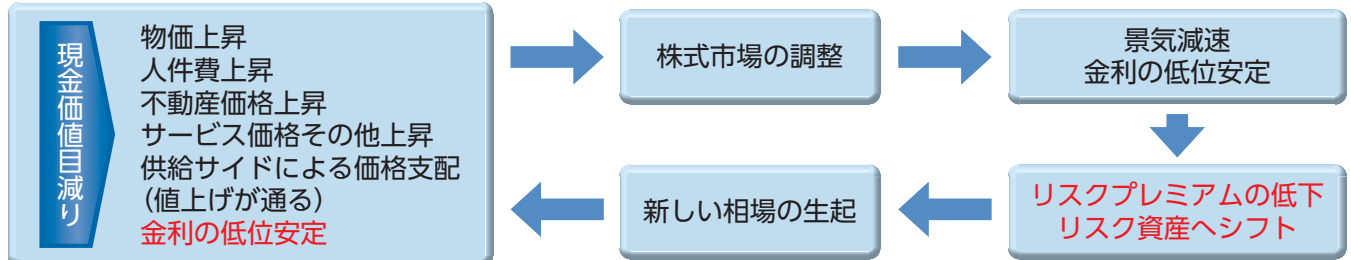 現金価値目減り
物価上昇
人件費上昇
不動産価格上昇
サービス価格その他上昇
供給サイドによる価格支配
（値上げが通る）
金利の低位安定
株式市場の調整
景気減速
金利の低位安定
リスクプレミアムの低下
リスク資産へシフト
新しい相場の生起